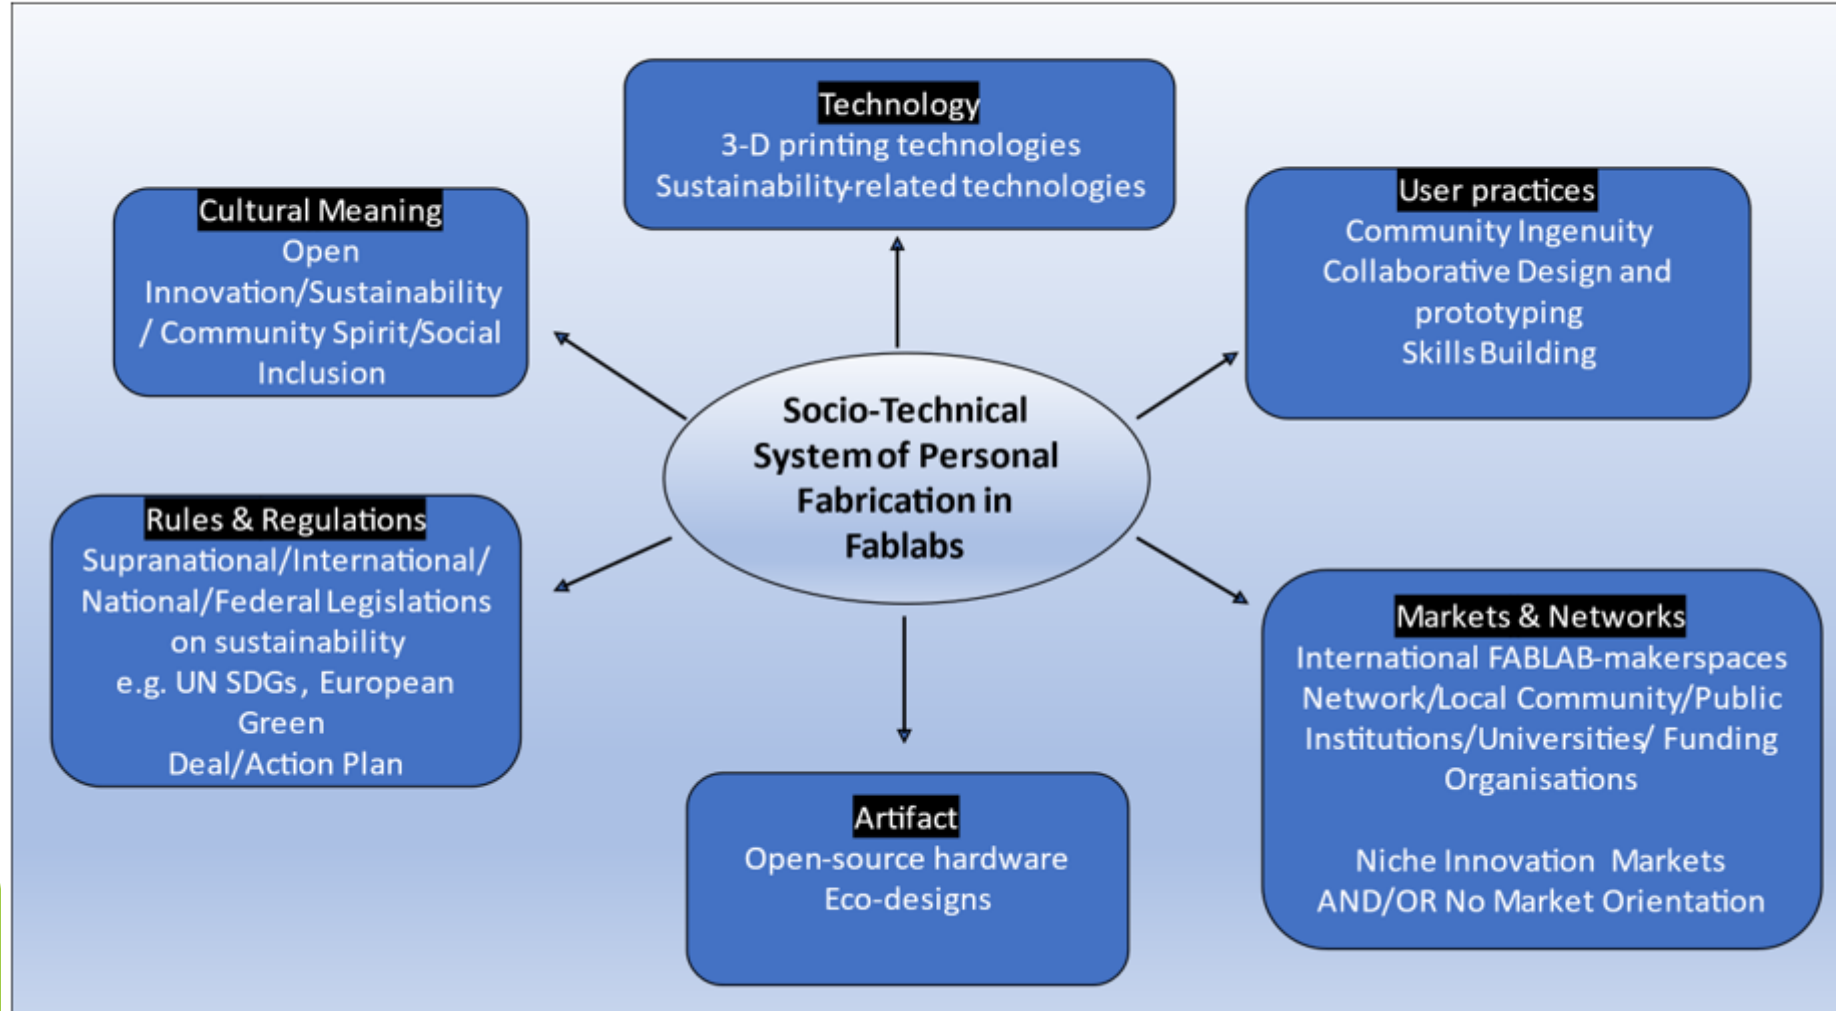 Technology
3-D printing technologies
Sustainability-related technologies
Cultural Meaning
Open
Innovation/Sustainability
/ Community Spirit/Social
Inclusion
User practices
Community Ingenuity
Collaborative Design and
prototyping
Skills Building
Socio-Technical
System of Personal
Fabrication in
Fablabs
Rules & Regulations
Supranational/International/
National/Federal Legislations
on sustainability
e.g. UN SDGs, European
Green
Deal/Action Plan
Markets & Networks
International FABLAB-makerspaces
Network/Local Community/Public
Institutions/Universities/ Funding
Organisations
Niche Innovation Markets
AND/OR No Market Orientation
Artifact
Open-source hardware
Eco-designs